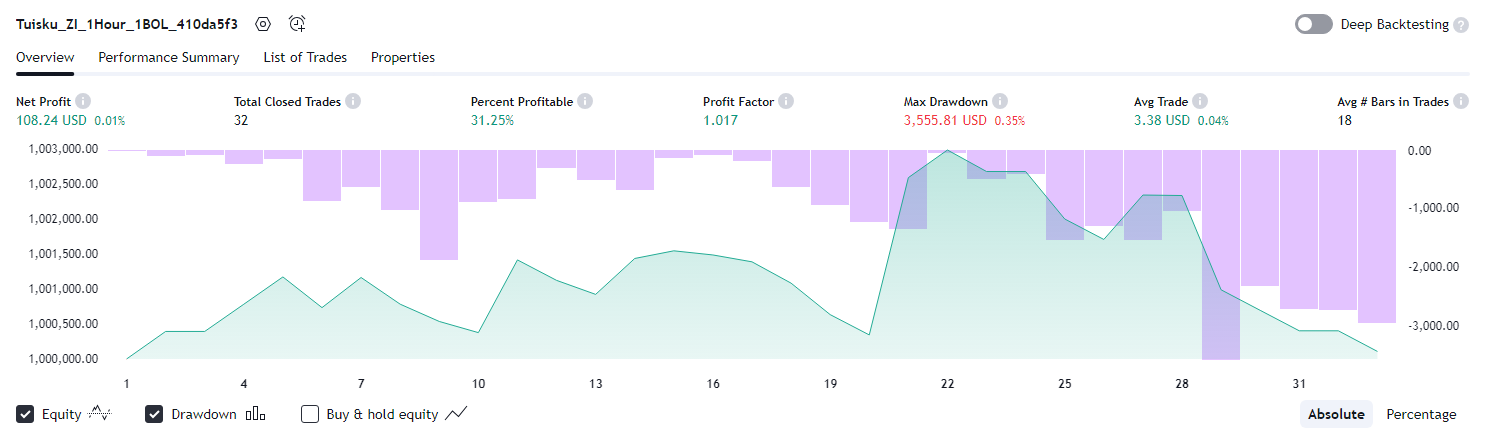 Tuisku_ZI_1Hour_1BOL_410da5f3 Deep Backtesting ?
Overview Performance Summary List of Trades Properties
Net Profit Total Closed Trades Percent Profitable Profit Factor Max Drawdown Avg Trade Avg # Bars in Trades
108.24 USD 0.01% 32 31.25% 1.017 3,555.81 USD 0.35% 3.38 USD 0.04% 18
1,003,000.00 0.00
1,002,500.00
1,002,000.00 -1,000.00
1,001,500.00
1,001,000.00 -2,000.00
1,000,500.00 -3,000.00
1,000,000.00
1 4 7 10 13 16 19 22 25 28 31
Equity Drawdown Buy & hold equity Absolute Percentage